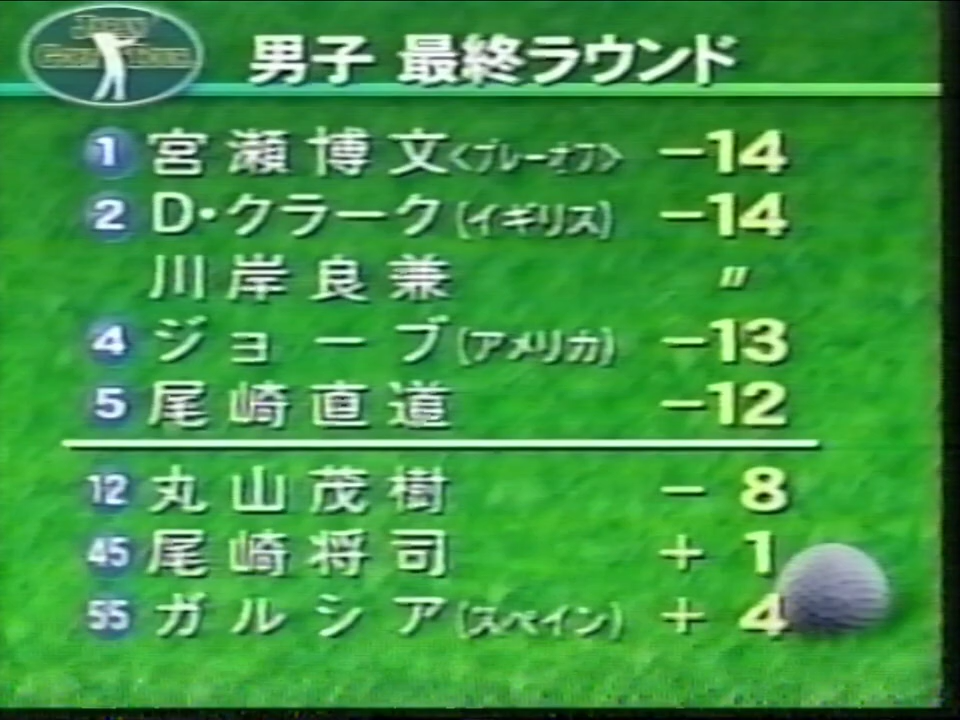 JAPAN
GOLF TOUR
男子 最終ラウンド
1 宮瀬博文<プレーオフ> -14
2 D・クラーク(イギリス) -14
川岸良兼 〃
4 ジョーブ(アメリカ) -13
5 尾崎直道 -12
12 丸山茂樹 - 8
45 尾崎将司 + 1
55 ガルシア(スペイン) + 4